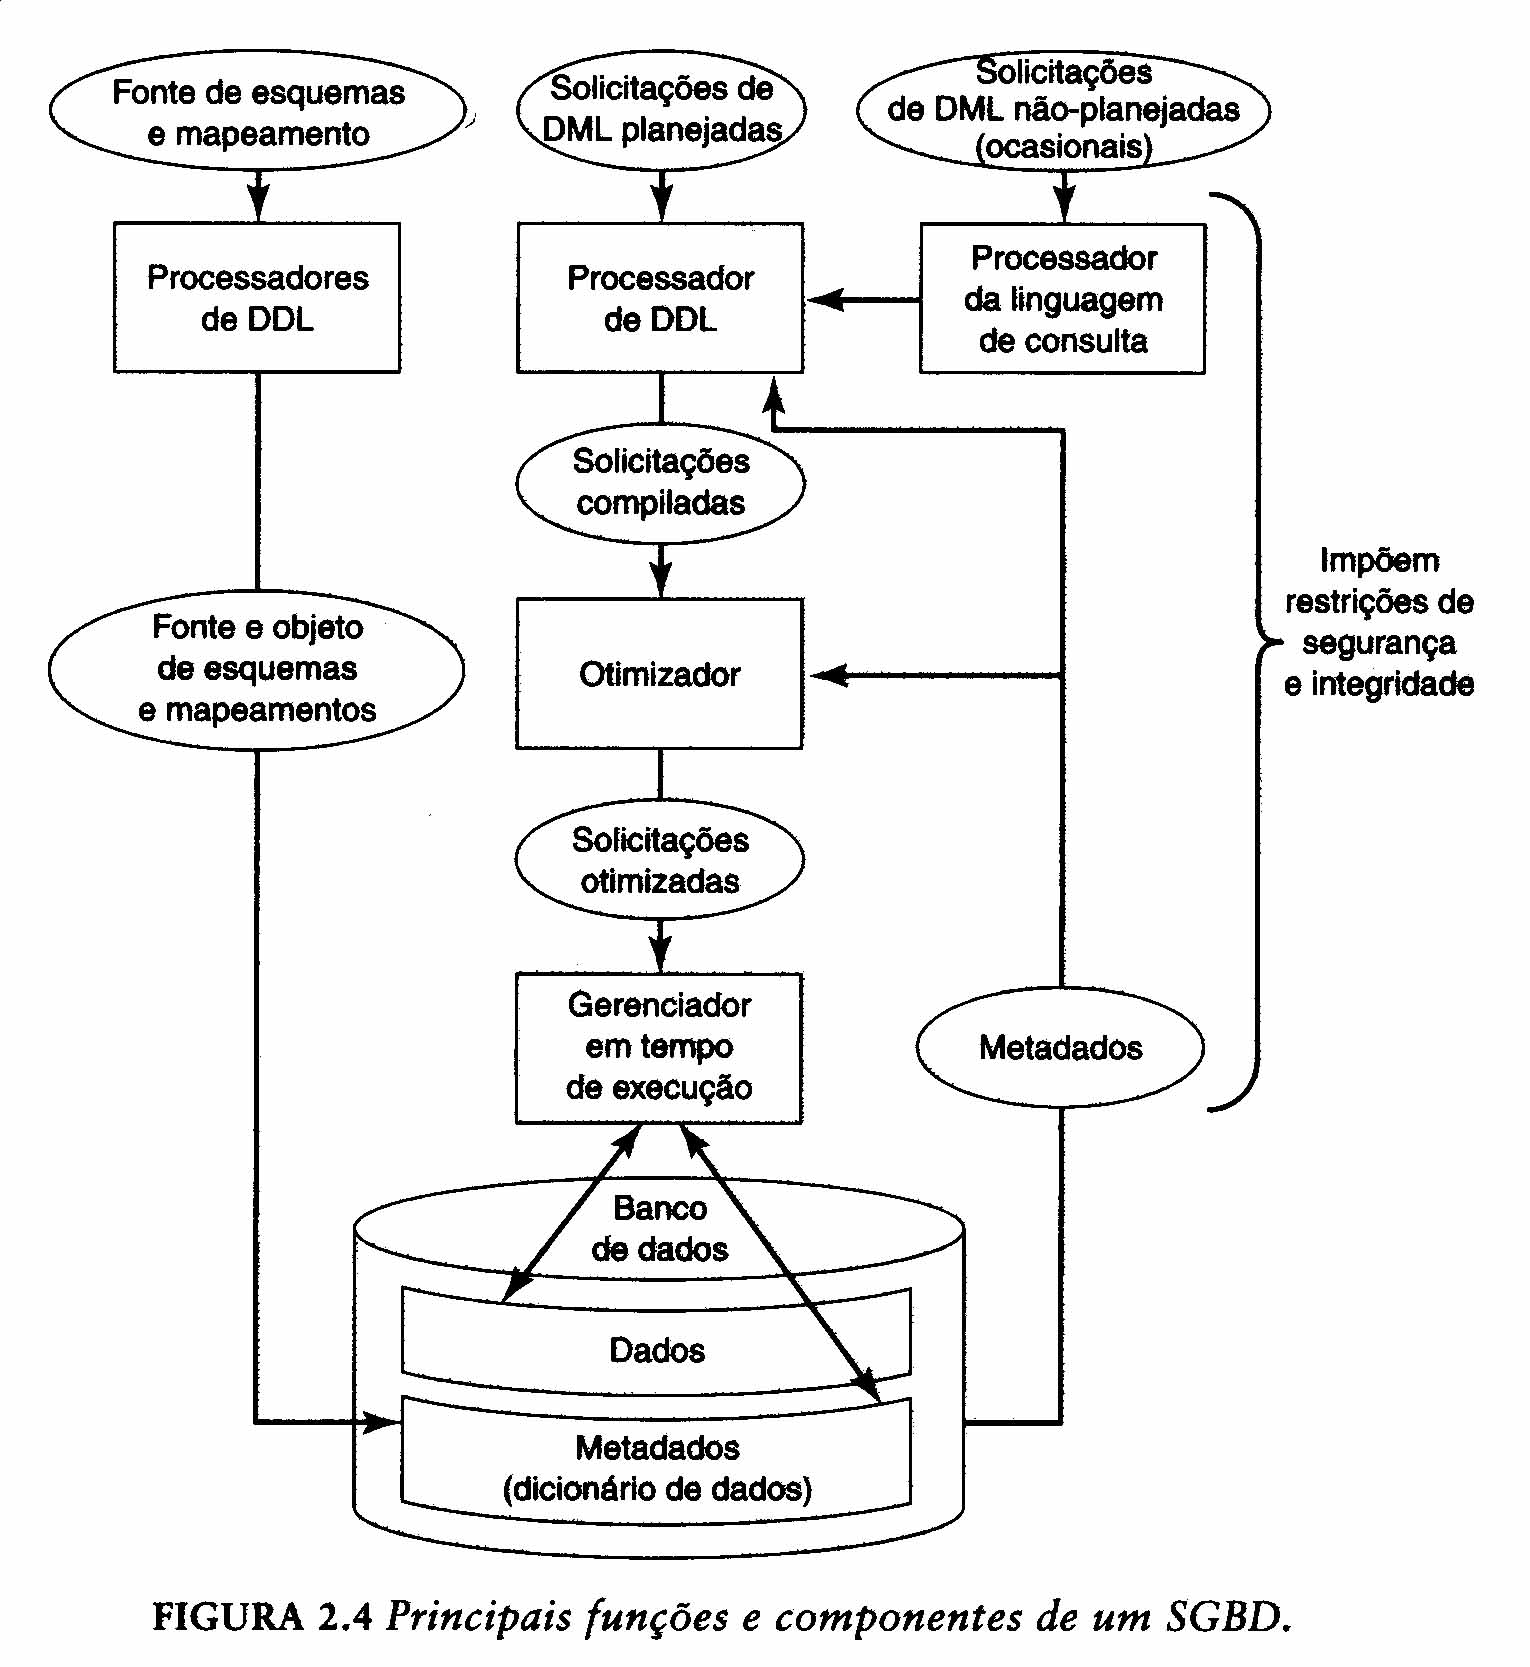 Fonte de esquemas
e mapeamento
Solicitações de
DML planejadas
Solicitações
de DML não-planejadas
(ocasionais)
Processadores
de DDL
Processador
de DDL
Processador
da linguagem
de consulta
Solicitações
compiladas
Impõem
restrições de
segurança
e integridade
Fonte e objeto
de esquemas
e mapeamentos
Otimizador
Solicitações
otimizadas
Gerenciador
em tempo
de execução
Metadados
Banco
de dados
Dados
Metadados
(dicionário de dados)
FIGURA 2.4 Principais funções e componentes de um SGBD.